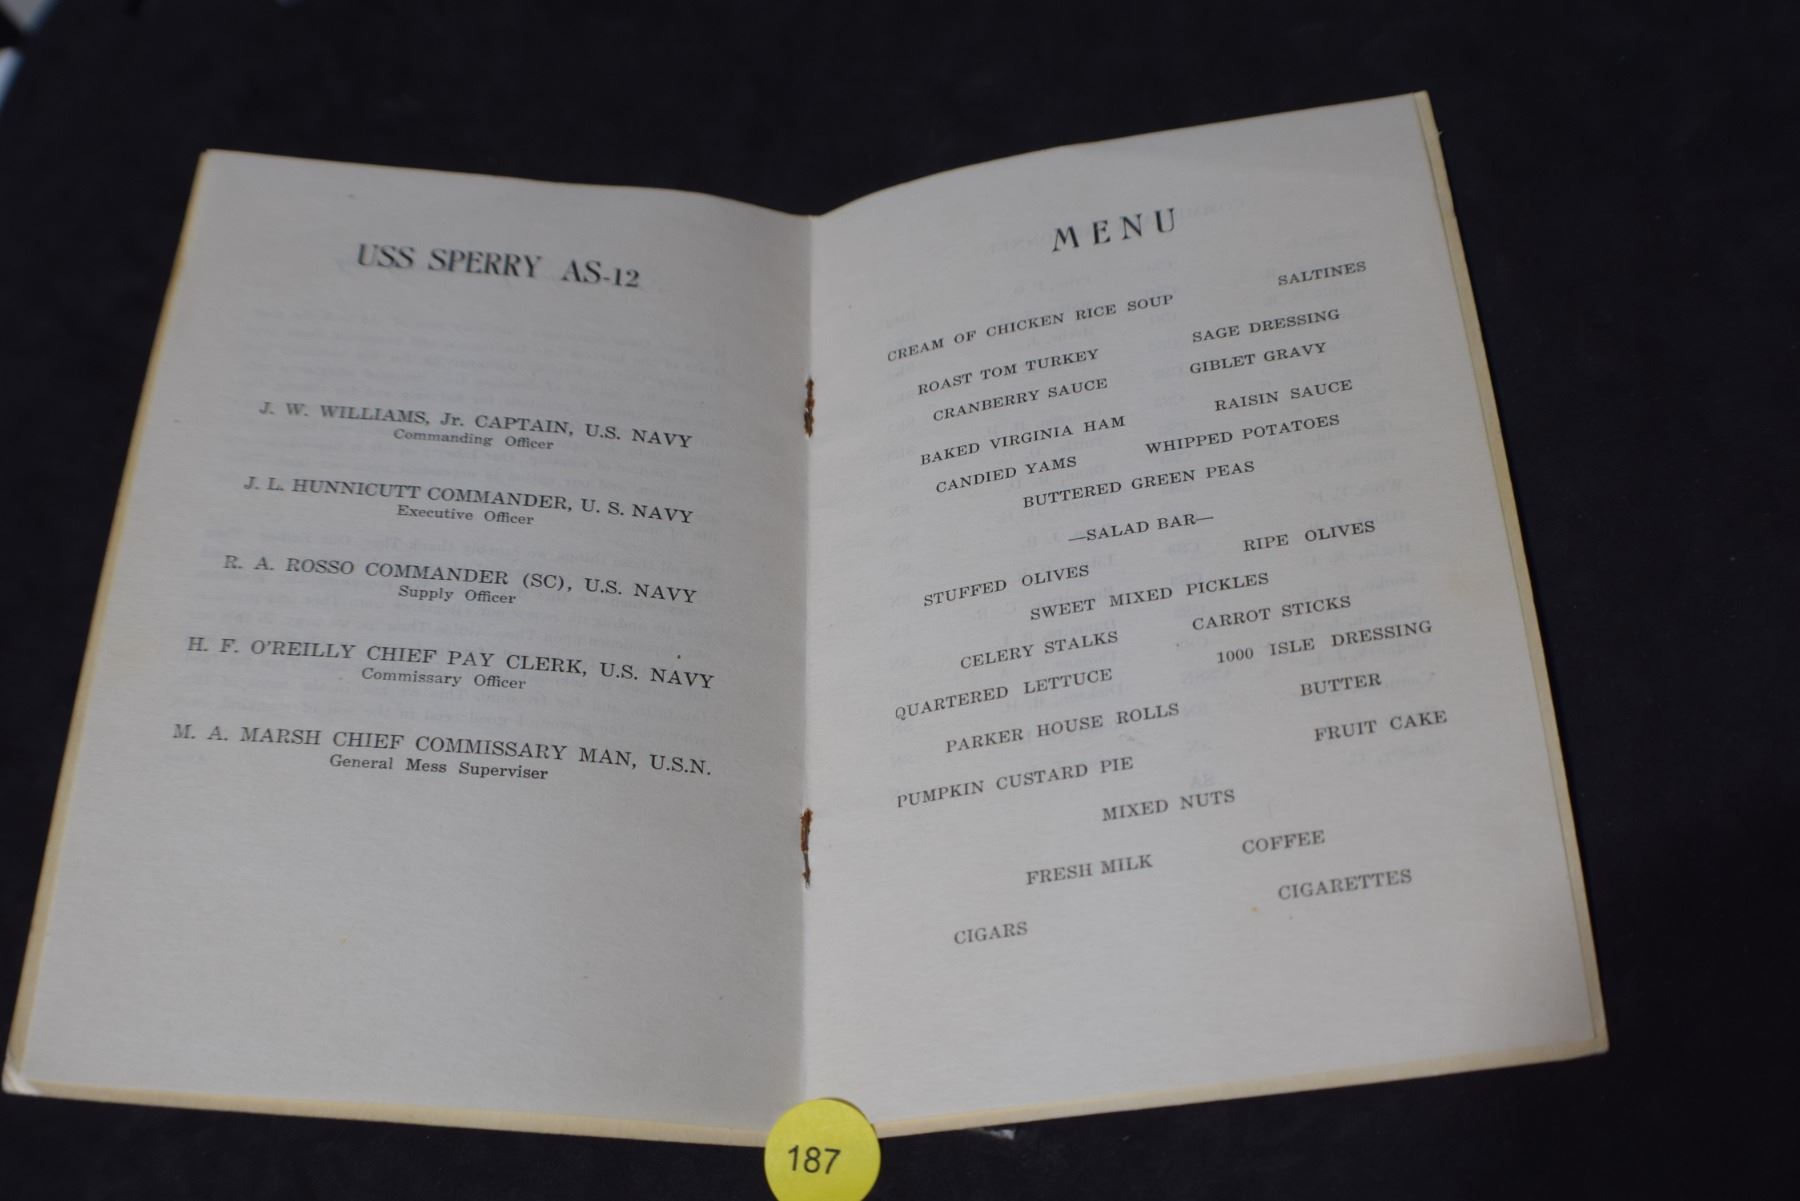 USS SPERRY AS-12
J. W. WILLIAMS, Jr. CAPTAIN, U.S. NAVY
Commanding Officer
J. L. HUNNICUTT COMMANDER, U. S. NAVY
Executive Officer
R. A. ROSSO COMMANDER (SC), U.S. NAVY
Supply Officer
H. F. O'REILLY CHIEF PAY CLERK, U.S. NAVY
Commissary Officer
M. A. MARSH CHIEF COMMISSARY MAN, U.S.N.
General Mess Superviser
MENU
CREAM OF CHICKEN RICE SOUP SALTINES
ROAST TOM TURKEY SAGE DRESSING
CRANBERRY SAUCE GIBLET GRAVY
BAKED VIRGINIA HAM RAISIN SAUCE
CANDIED YAMS WHIPPED POTATOES
BUTTERED GREEN PEAS
—SALAD BAR—
STUFFED OLIVES RIPE OLIVES
SWEET MIXED PICKLES
CELERY STALKS CARROT STICKS
QUARTERED LETTUCE 1000 ISLE DRESSING
PARKER HOUSE ROLLS BUTTER
PUMPKIN CUSTARD PIE FRUIT CAKE
MIXED NUTS
FRESH MILK COFFEE
CIGARS CIGARETTES
187